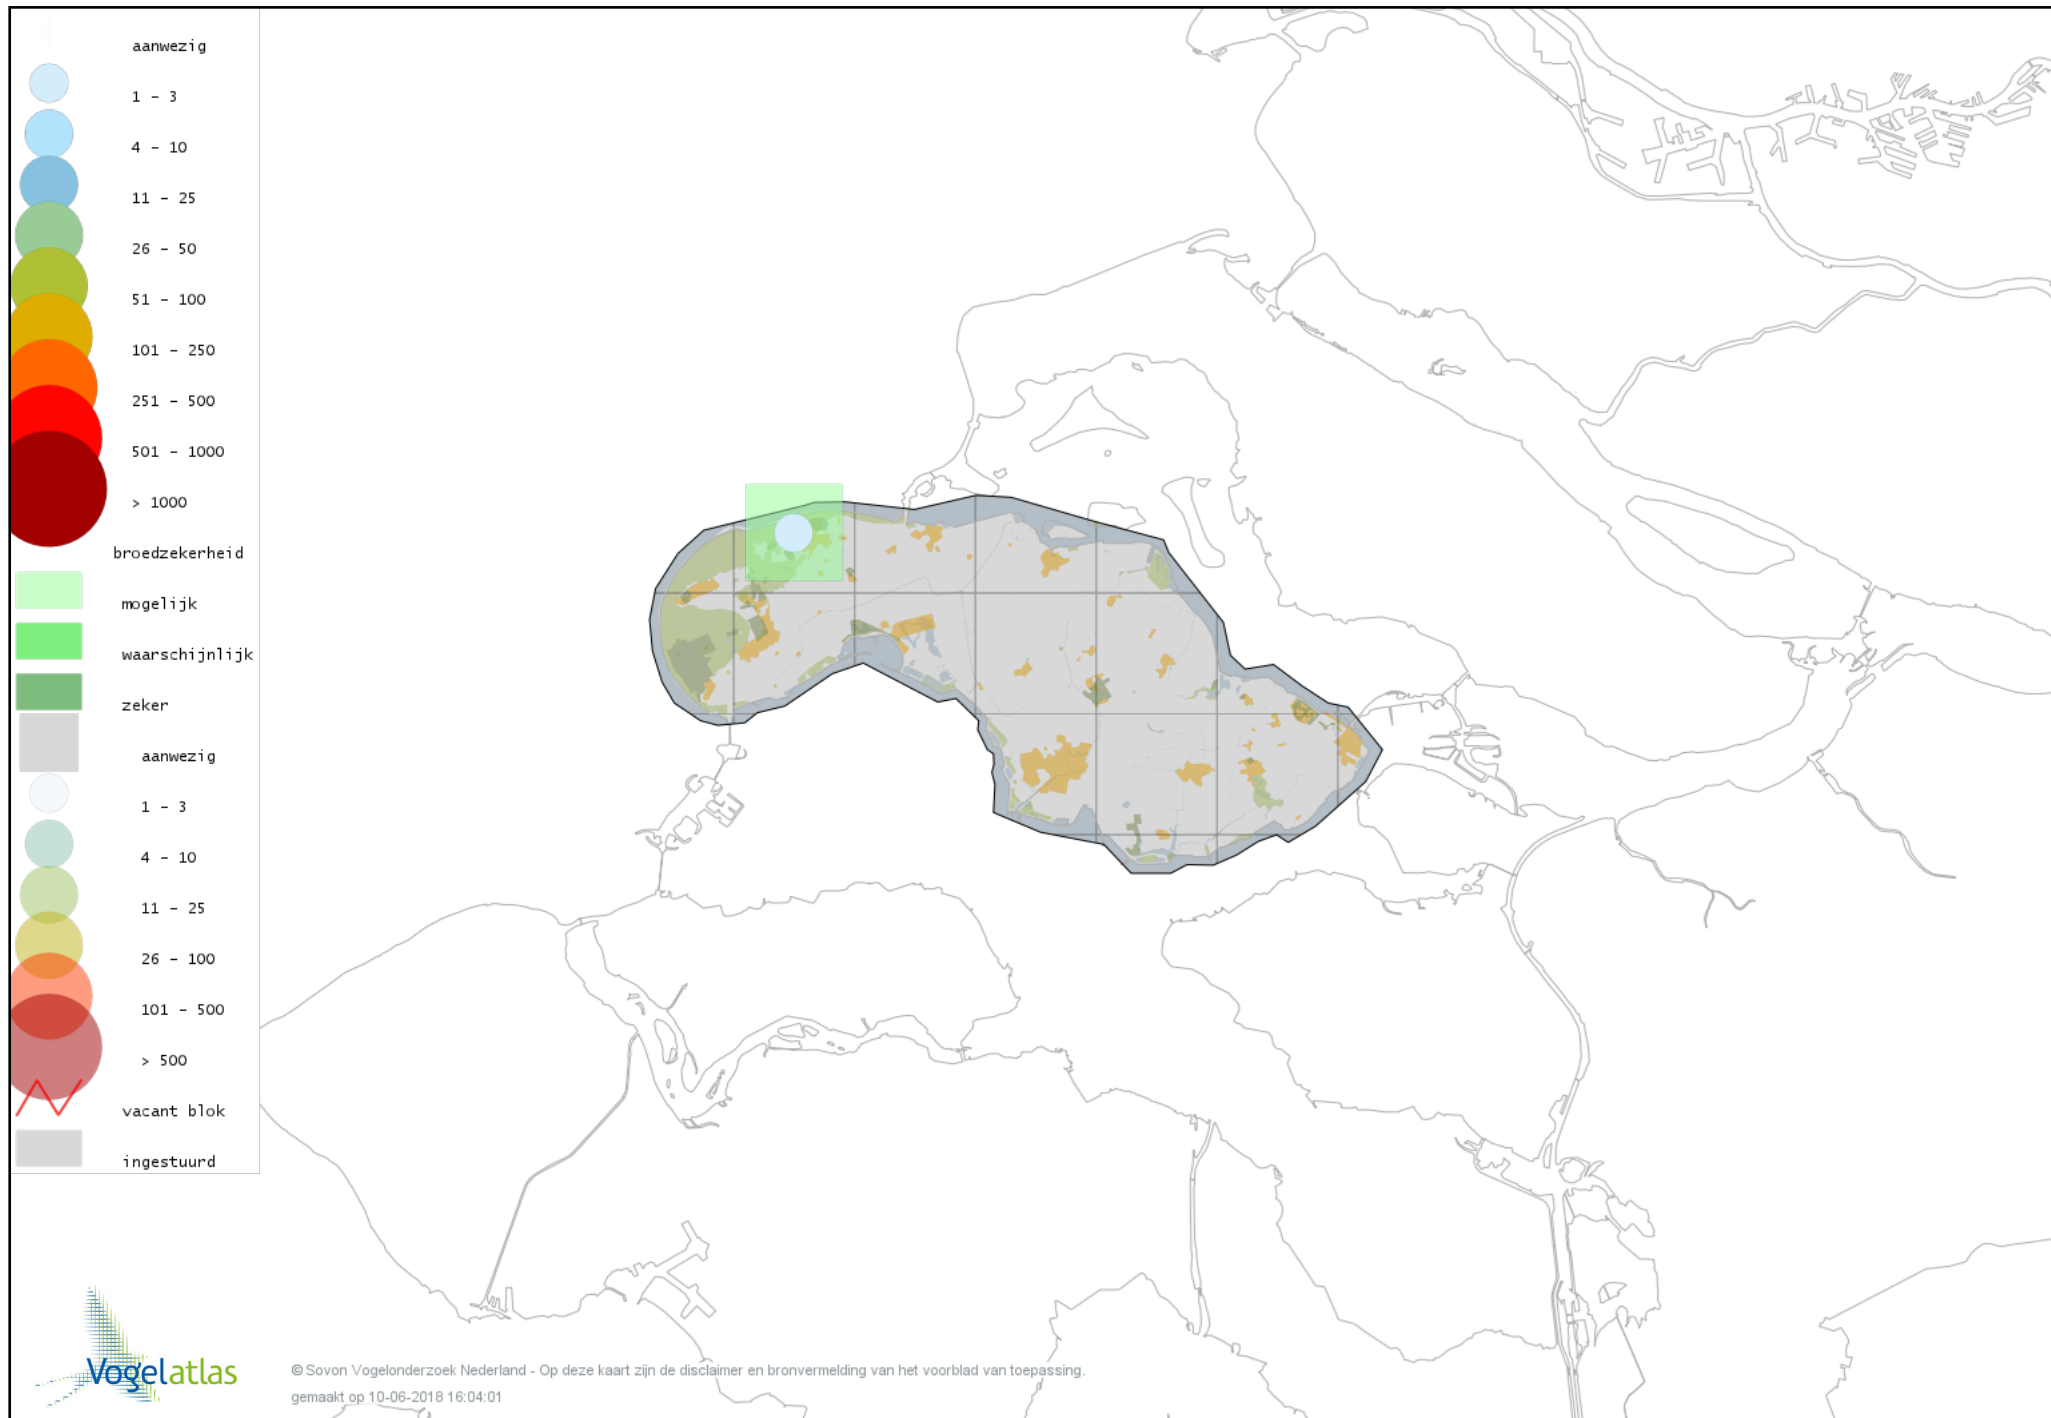 aanwezig
1 - 3
4 - 10
11 - 25
26 - 50
51 - 100
101 - 250
251 - 500
501 - 1000
> 1000
broedzekerheid
mogelijk
waarschijnlijk
zeker
aanwezig
1 - 3
4 - 10
11 - 25
26 - 100
101 - 500
> 500
vacant blok
ingestuurd
Vogelatlas
© Sovon Vogelonderzoek Nederland - Op deze kaart zijn de disclaimer en bronvermelding van het voorblad van toepassing.
gemaakt op 10-06-2018 16:04:01